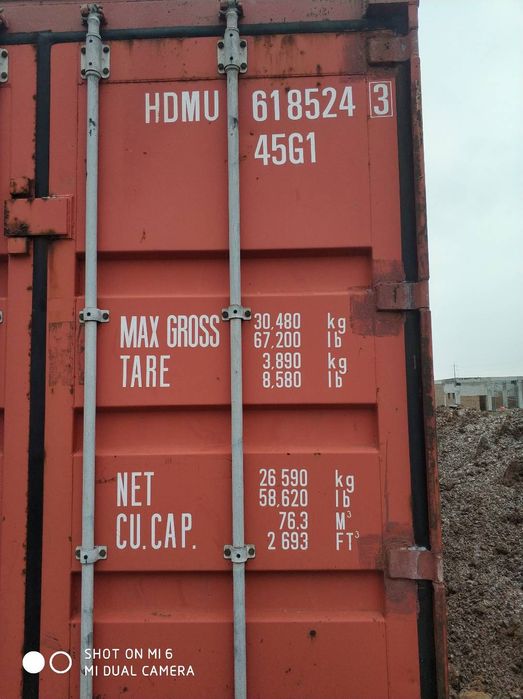 HDMU 618524 3
45G1
MAX GROSS 30,480 kg
67,200 lb
TARE 3,890 kg
8,580 lb
NET 26 590 kg
58,620 lb
CU.CAP. 76.3 M³
2 693 FT³
SHOT ON MI 6
MI DUAL CAMERA